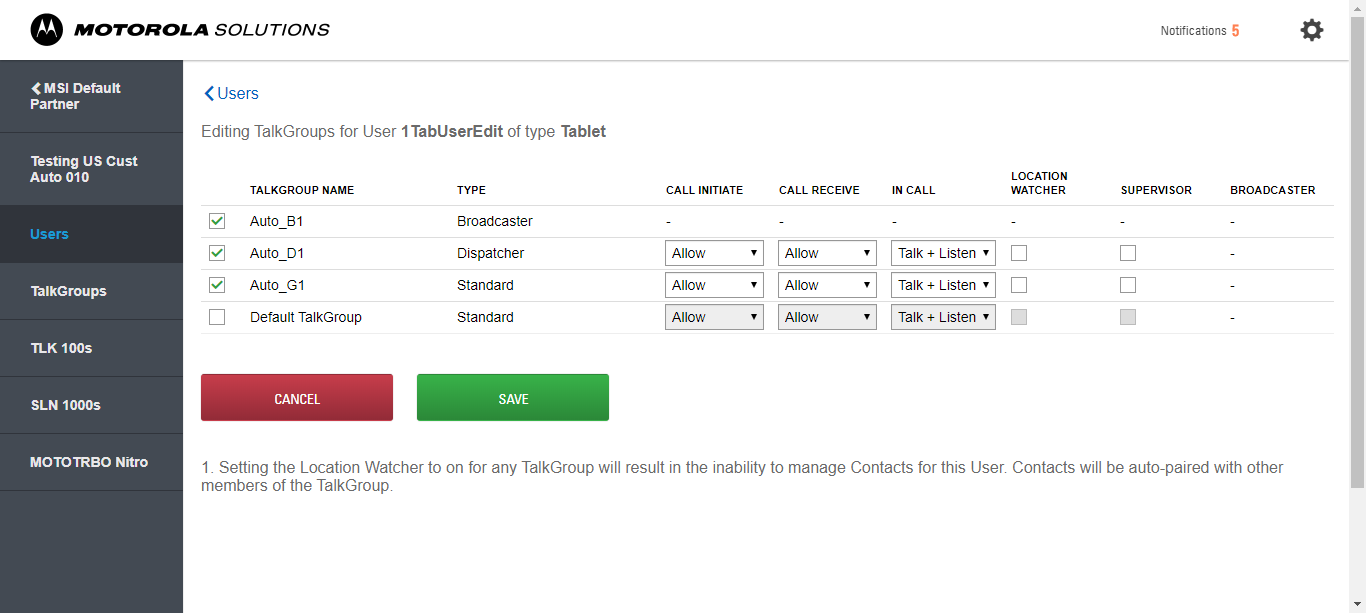 MOTOROLA SOLUTIONS
Notifications 5
MSI Default
Partner
Testing US Cust
Auto 010
Users
TalkGroups
TLK 100s
SLN 1000s
MOTOTRBO Nitro
Users
Editing TalkGroups for User 1TabUserEdit of type Tablet
TALKGROUP NAME TYPE CALL INITIATE CALL RECEIVE IN CALL LOCATION WATCHER SUPERVISOR BROADCASTER
Auto_B1 Broadcaster - - - - - -
Auto_D1 Dispatcher Allow Allow Talk + Listen -
Auto_G1 Standard Allow Allow Talk + Listen -
Default TalkGroup Standard Allow Allow Talk + Listen -
CANCEL SAVE
1. Setting the Location Watcher to on for any TalkGroup will result in the inability to manage Contacts for this User. Contacts will be auto-paired with other
members of the TalkGroup.